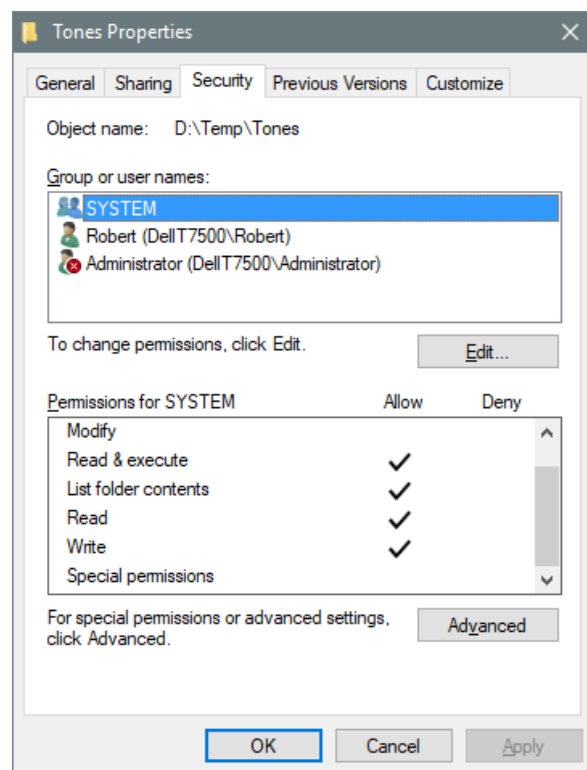 Tones Properties
General Sharing Security Previous Versions Customize
Object name: D:\Temp\Tones
Group or user names:
SYSTEM
Robert (DellT7500\Robert)
Administrator (DellT7500\Administrator)
To change permissions, click Edit. Edit...
Permissions for SYSTEM Allow Deny
Modify
Read & execute
List folder contents
Read
Write
Special permissions
For special permissions or advanced settings, Advanced
click Advanced.
OK Cancel Apply